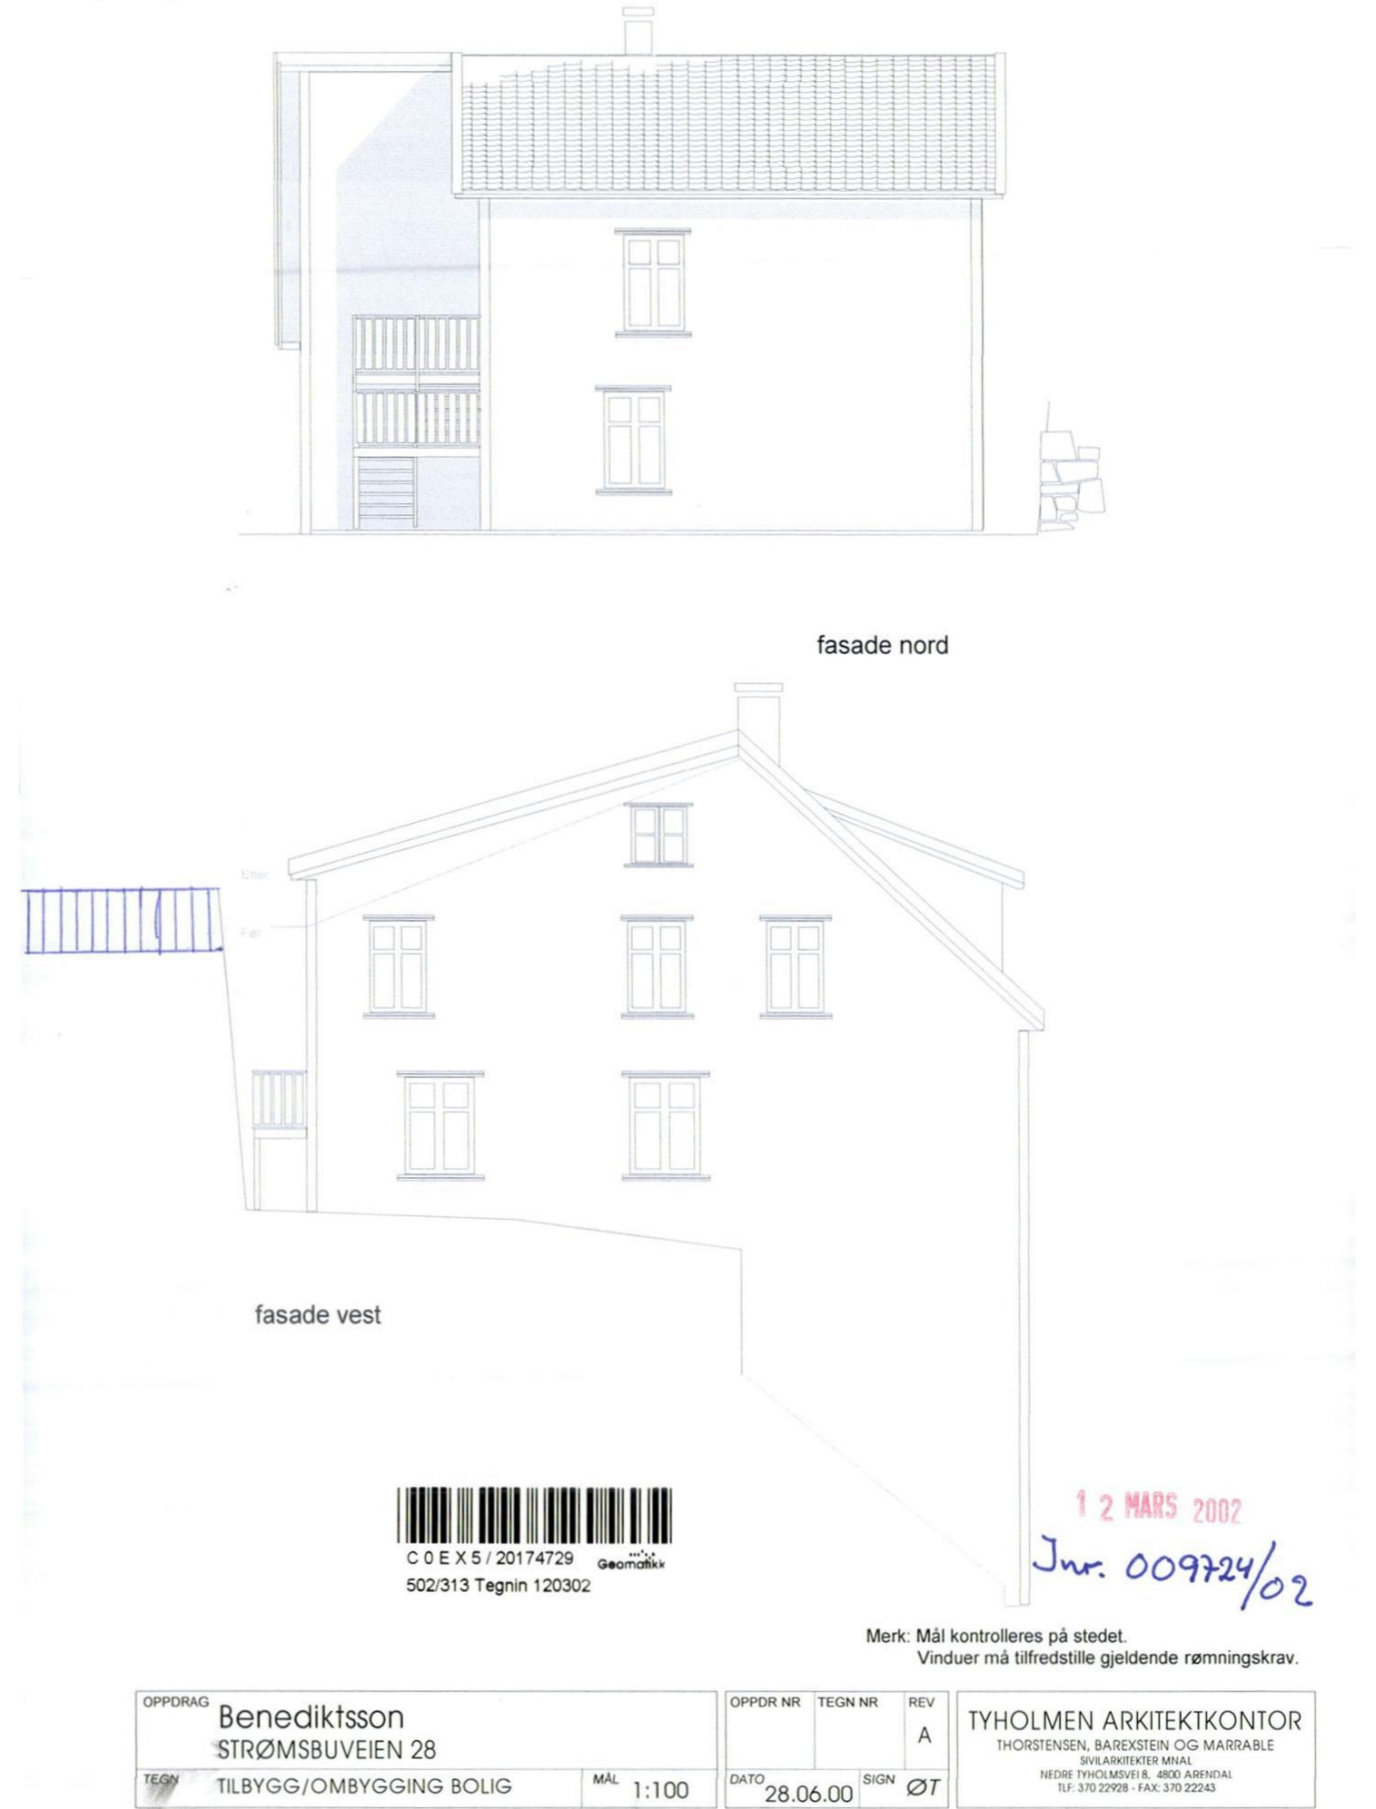 fasade nord
Etter
Før
fasade vest
12 MARS 2002
Jnr. 009724/02
C0EX5/20174729
Geomatikk
502/313 Tegnin 120302
Merk: Mål kontrolleres på stedet.
Vinduer må tilfredstille gjeldende rømningskrav.
OPPDRAG
Benediktsson
STRØMSBUVEIEN 28
TEGN
TILBYGG/OMBYGGING BOLIG
MÅL
1:100
OPPDR NR
TEGN NR
REV
A
DATO
28.06.00
SIGN
ØT
TYHOLMEN ARKITEKTKONTOR
THORSTENSEN, BAREXSTEIN OG MARRABLE
SIVILARKITEKTER MNAL
NEDRE TYHOLMSVEI 8, 4800 ARENDAL
TLF: 370 22928 - FAX: 370 22243